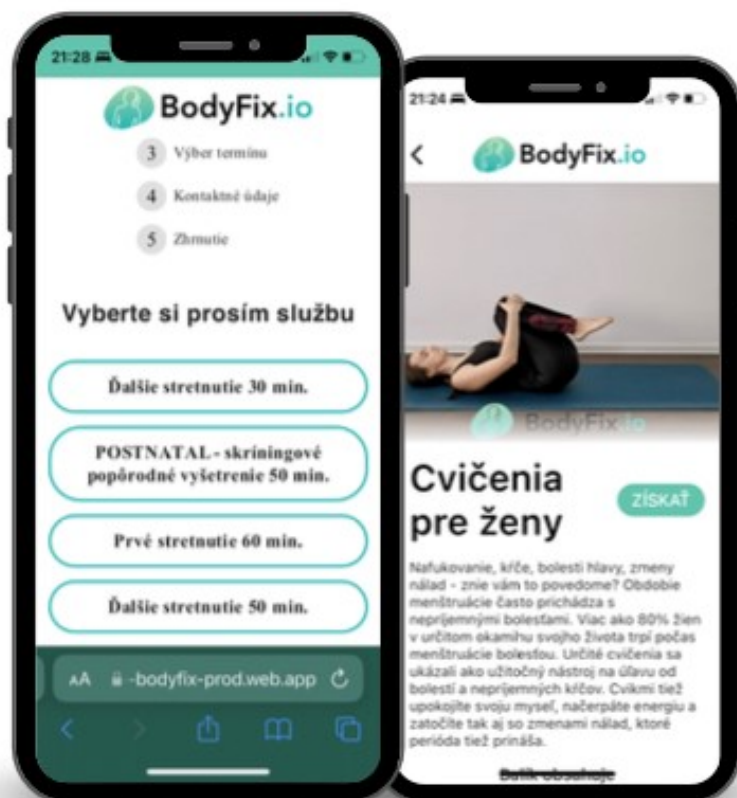 21:28
BodyFix.io
3 Výber termínu
4 Kontaktné údaje
5 Zhrnutie
Vyberte si prosím službu
Ďalšie stretnutie 30 min.
POSTNATAL - skríningové
popôrodné vyšetrenie 50 min.
Prvé stretnutie 60 min.
Ďalšie stretnutie 50 min.
AA -bodyfix-prod.web.app
21:24
BodyFix.io
BodyFix.io
Cvičenia
pre ženy
ZÍSKAŤ
Nafukovanie, kŕče, bolesti hlavy, zmeny
nálad - znie vám to povedome? Obdobie
menštruácie často prichádza s
nepríjemnými bolesťami. Viac ako 80% žien
v určitom okamihu svojho života trpí počas
menštruácie bolesťou. Určité cvičenia sa
ukázali ako užitočný nástroj na úľavu od
bolestí a nepríjemných kŕčov. Cvikmi tiež
upokojíte svoju myseľ, načerpáte energiu a
zatočíte tak aj so zmenami nálad, ktoré
perióda tiež prináša.
Balík obsahuje